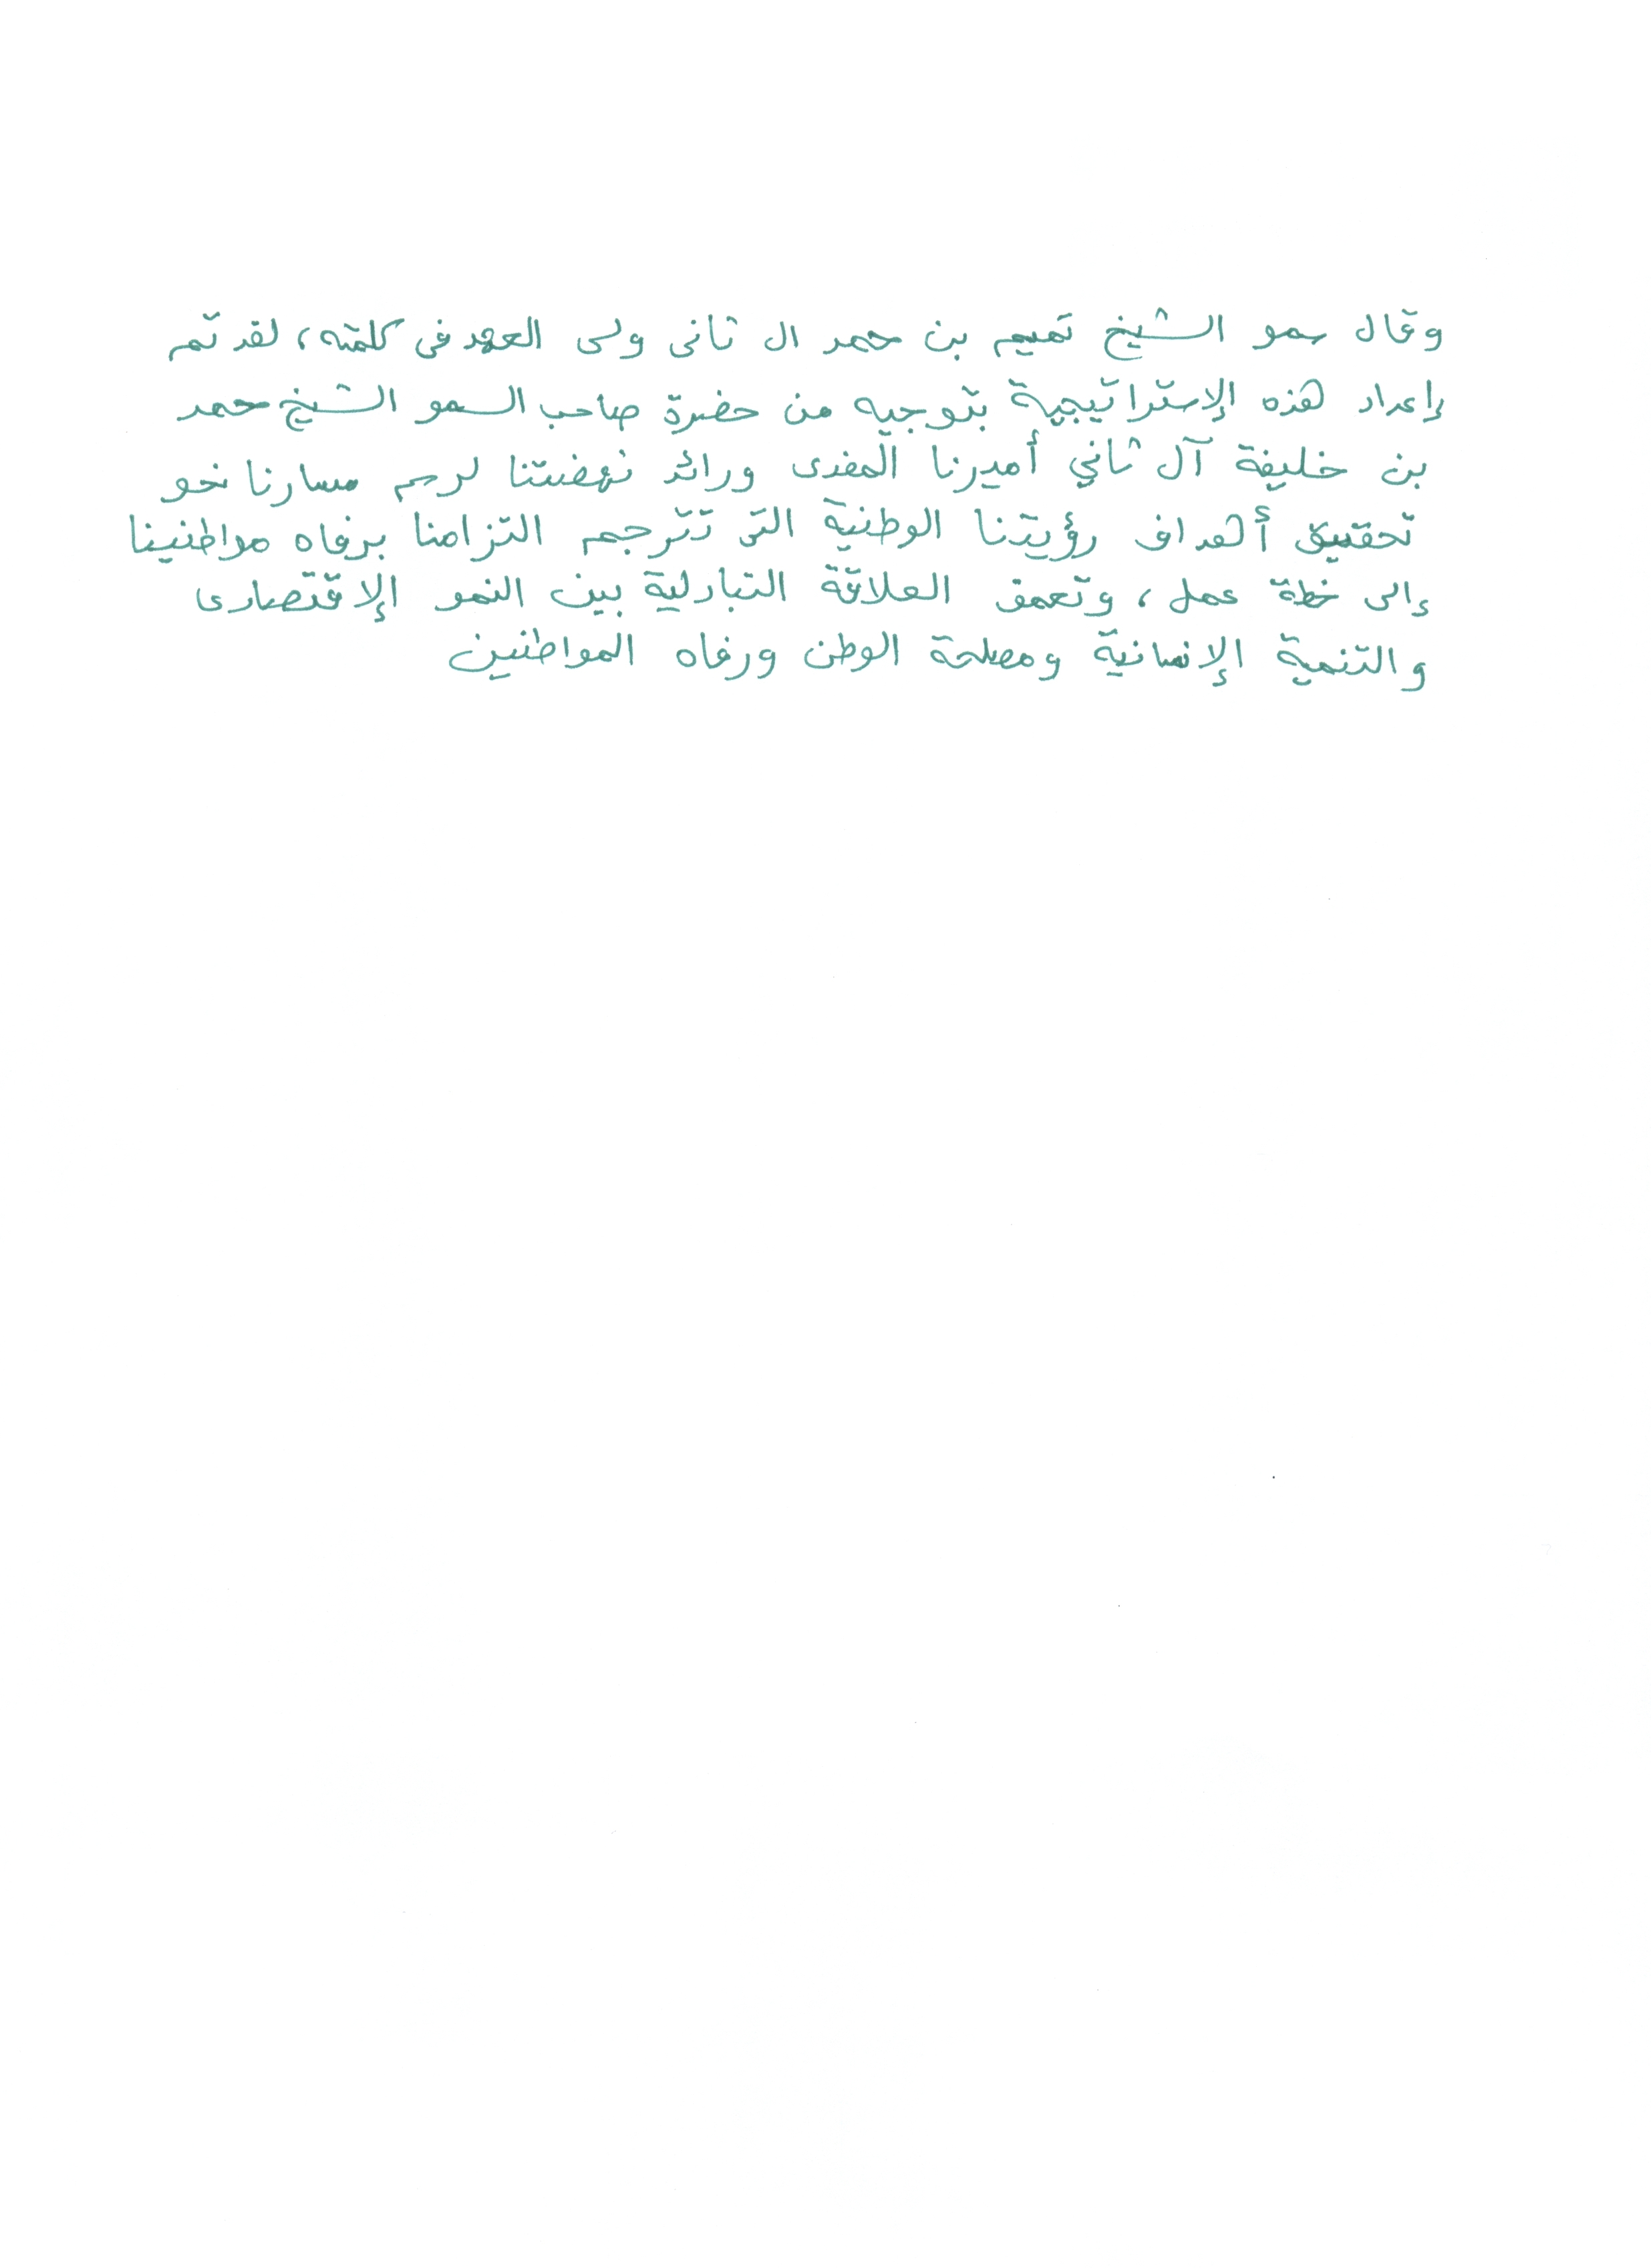 وقال سمو الشيخ تميم بن حمد ال ثانى ولى العهد فى كلمته، لقد تم
إعداد هذه الإستراتيجية بتوجيه من حضرة صاحب السمو الشيخ حمد
بن خليفة آل ثاني أميرنا المفدى ورائد نهضتنا لرسم مسارنا نحو
تحقيق أهداف رؤيتنا الوطنية التى تترجم التزامنا برفاه مواطنينا
إلى خطة عمل، وتعمق العلاقة التبادلية بين النمو الإقتصادى
والتنمية الإنسانية ومصلحة الوطن ورفاه المواطنين